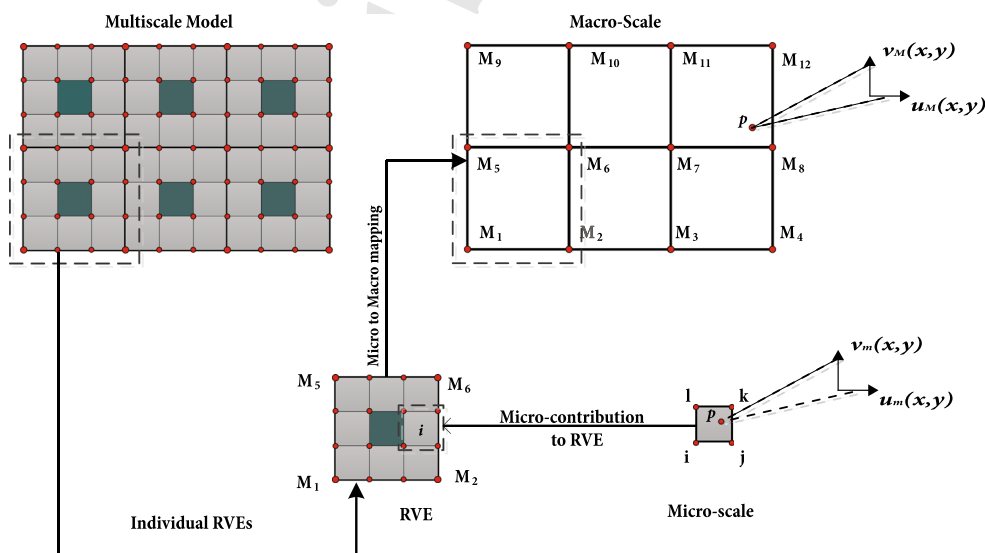 Multiscale Model
Macro-Scale
M9
M10
M11
M12
vM(x,y)
uM(x,y)
p
M5
M6
M7
M8
M1
M2
M3
M4
Micro to Macro mapping
vm(x,y)
um(x,y)
M5
M6
l
k
p
i
Micro-contribution
to RVE
i
j
M1
M2
RVE
Micro-scale
Individual RVEs